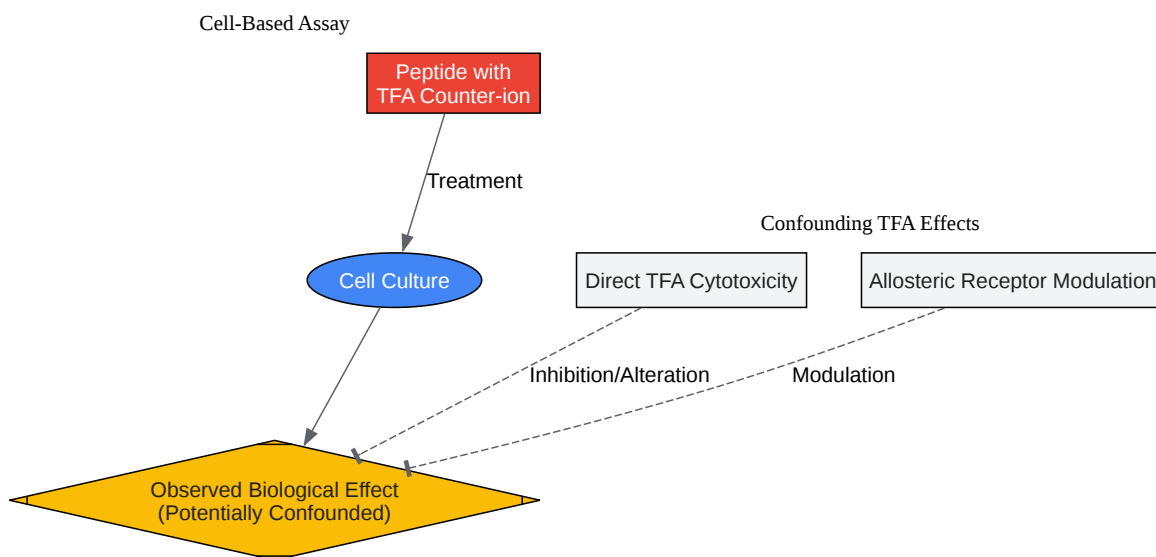 Cell-Based Assay
Peptide with
TFA Counter-ion
Treatment
Confounding TFA Effects
Cell Culture
Direct TFA Cytotoxicity
Allosteric Receptor Modulation
Inhibition/Alteration
Modulation
Observed Biological Effect
(Potentially Confounded)